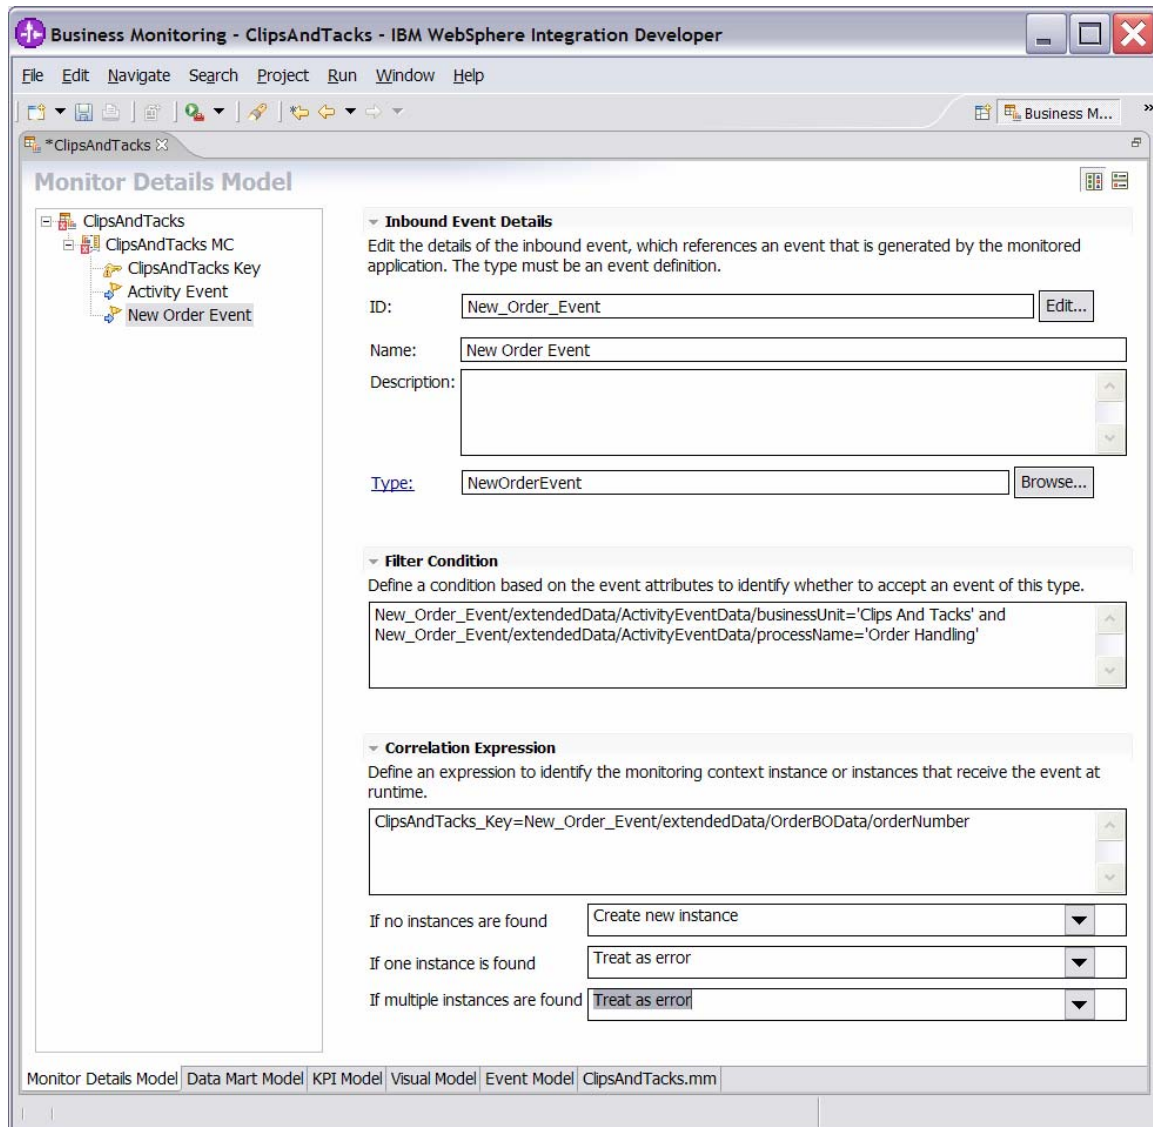 Business Monitoring - ClipsAndTacks - IBM WebSphere Integration Developer
File Edit Navigate Search Project Run Window Help
Business M...
*ClipsAndTacks
Monitor Details Model
ClipsAndTacks
ClipsAndTacks MC
ClipsAndTacks Key
Activity Event
New Order Event
Inbound Event Details
Edit the details of the inbound event, which references an event that is generated by the monitored
application. The type must be an event definition.
ID: New_Order_Event Edit...
Name: New Order Event
Description:
Type: NewOrderEvent Browse...
Filter Condition
Define a condition based on the event attributes to identify whether to accept an event of this type.
New_Order_Event/extendedData/ActivityEventData/businessUnit='Clips And Tacks' and
New_Order_Event/extendedData/ActivityEventData/processName='Order Handling'
Correlation Expression
Define an expression to identify the monitoring context instance or instances that receive the event at
runtime.
ClipsAndTacks_Key=New_Order_Event/extendedData/OrderBOData/orderNumber
If no instances are found Create new instance
If one instance is found Treat as error
If multiple instances are found Treat as error
Monitor Details Model Data Mart Model KPI Model Visual Model Event Model ClipsAndTacks.mm